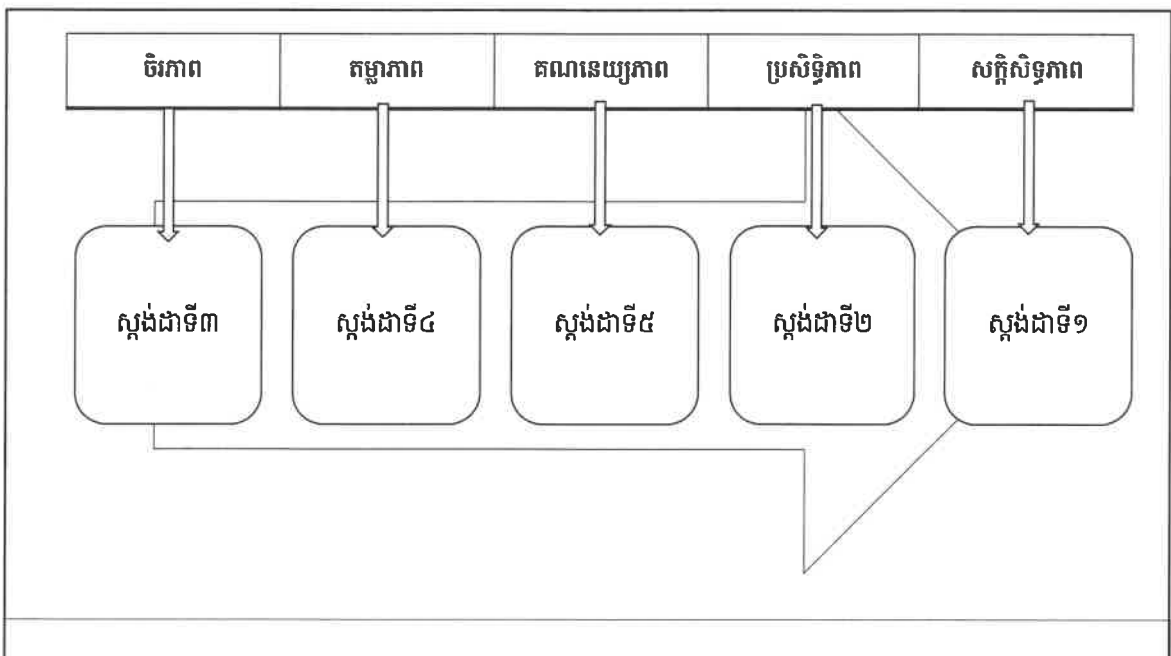 ចិរភាព តម្លាភាព គណនេយ្យភាព ប្រសិទ្ធិភាព សក្តិសិទ្ធភាព
ស្តង់ដាទី៣ ស្តង់ដាទី៤ ស្តង់ដាទី៥ ស្តង់ដាទី២ ស្តង់ដាទី១